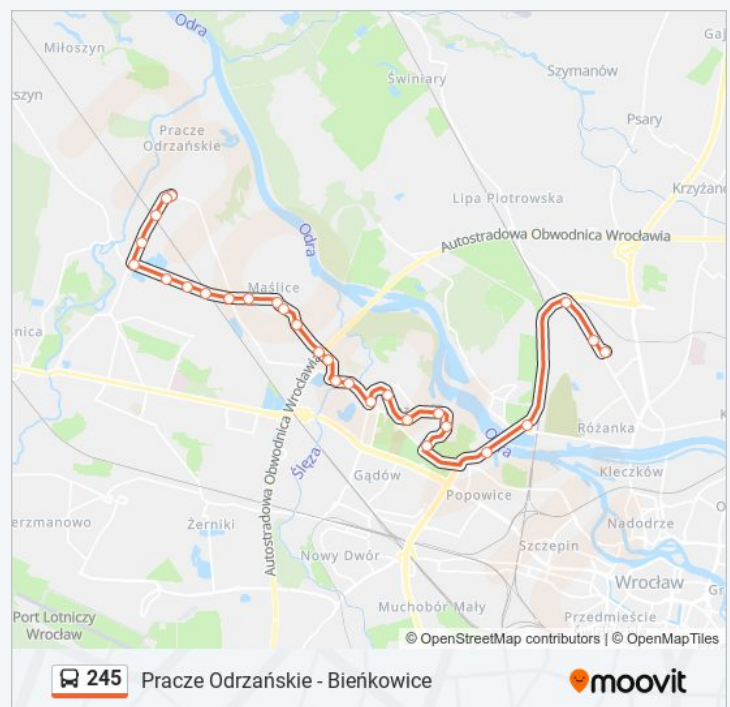 Odra
Miłoszyn
Gaj
Świniary
Szymanów
szyn
Psary
Pracze
Odrzańskie
Krzyżano
Lipa Piotrowska
Odra
Autostradowa Obwodnica Wrocławia
Maślice
nica
Autostradowa Obwodnica Wrocławia
Różanka
K
Odra
Ślęza
Kleczków
Gądów
Popowice
O
erzmanowo
Żerniki
Nadodrze
Szczepin
Nowy Dwór
Wrocław
Gr
Muchobór Mały
Przedmieście
Port Lotniczy
Wrocław
© OpenStreetMap contributors | © OpenMapTiles
245 Pracze Odrzańskie - Bieńkowice
moovit